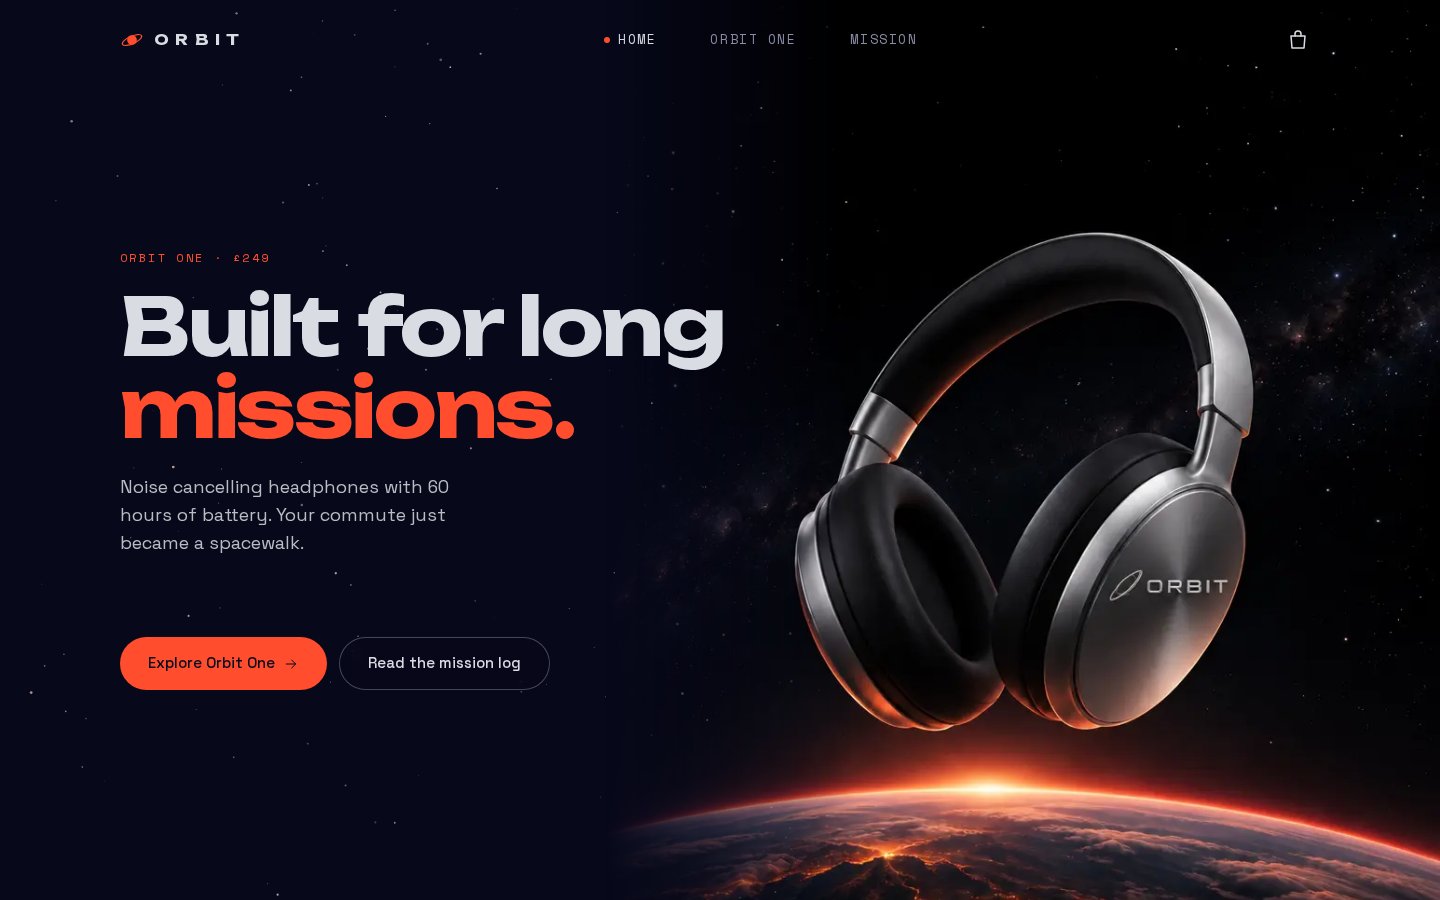 ORBIT
HOME
ORBIT ONE
MISSION
ORBIT ONE · £249
Built for long
missions.
Noise cancelling headphones with 60
hours of battery. Your commute just
became a spacewalk.
Explore Orbit One →
Read the mission log
ORBIT